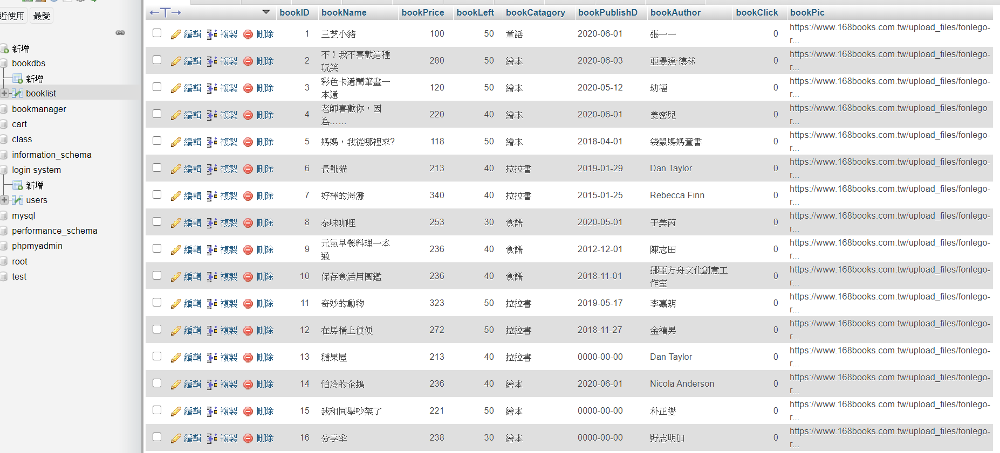 近使用 最愛
新增
bookdbs
新增
booklist
bookmanager
cart
class
information_schema
login system
新增
users
mysql
performance_schema
phpmyadmin
root
test
bookID bookName bookPrice bookLeft bookCatagory bookPublishD bookAuthor bookClick bookPic
編輯 複製 刪除 1 三芝小豬 100 50 童話 2020-06-01 張一一 0 https://www.168books.com.tw/upload_files/fonlego-
r...
編輯 複製 刪除 2 不！我不喜歡這種 280 50 繪本 2020-06-03 亞曼達·德林 0 https://www.168books.com.tw/upload_files/fonlego-
玩笑 r...
編輯 複製 刪除 3 彩色卡通簡筆畫一 120 50 繪本 2020-05-12 幼福 0 https://www.168books.com.tw/upload_files/fonlego-
本通 r...
編輯 複製 刪除 4 老師喜歡你，因 220 40 繪本 2020-06-01 姜密兒 0 https://www.168books.com.tw/upload_files/fonlego-
為…… r...
編輯 複製 刪除 5 媽媽，我從哪裡來? 118 50 繪本 2018-04-01 袋鼠媽媽童書 0 https://www.168books.com.tw/upload_files/fonlego-
r...
編輯 複製 刪除 6 長靴貓 213 40 拉拉書 2019-01-29 Dan Taylor 0 https://www.168books.com.tw/upload_files/fonlego-
r...
編輯 複製 刪除 7 好棒的海灘 340 40 拉拉書 2015-01-25 Rebecca Finn 0 https://www.168books.com.tw/upload_files/fonlego-
r...
編輯 複製 刪除 8 泰味咖哩 253 30 食譜 2020-05-01 于美芮 0 https://www.168books.com.tw/upload_files/fonlego-
r...
編輯 複製 刪除 9 元氣早餐料理一本 236 40 食譜 2012-12-01 陳志田 0 https://www.168books.com.tw/upload_files/fonlego-
通 r...
編輯 複製 刪除 10 保存食活用圖鑑 236 40 食譜 2018-11-01 挪亞方舟文化創意工 0 https://www.168books.com.tw/upload_files/fonlego-
作室 r...
編輯 複製 刪除 11 奇妙的動物 323 50 拉拉書 2019-05-17 李嘉朗 0 https://www.168books.com.tw/upload_files/fonlego-
r...
編輯 複製 刪除 12 在馬桶上便便 272 50 拉拉書 2018-11-27 金禧男 0 https://www.168books.com.tw/upload_files/fonlego-
r...
編輯 複製 刪除 13 糖果屋 213 40 拉拉書 0000-00-00 Dan Taylor 0 https://www.168books.com.tw/upload_files/fonlego-
r...
編輯 複製 刪除 14 怕冷的企鵝 236 40 繪本 2020-06-01 Nicola Anderson 0 https://www.168books.com.tw/upload_files/fonlego-
r...
編輯 複製 刪除 15 我和同學吵架了 221 50 繪本 0000-00-00 朴正燮 0 https://www.168books.com.tw/upload_files/fonlego-
r...
編輯 複製 刪除 16 分享傘 238 30 繪本 0000-00-00 野志明加 0 https://www.168books.com.tw/upload_files/fonlego-
r...